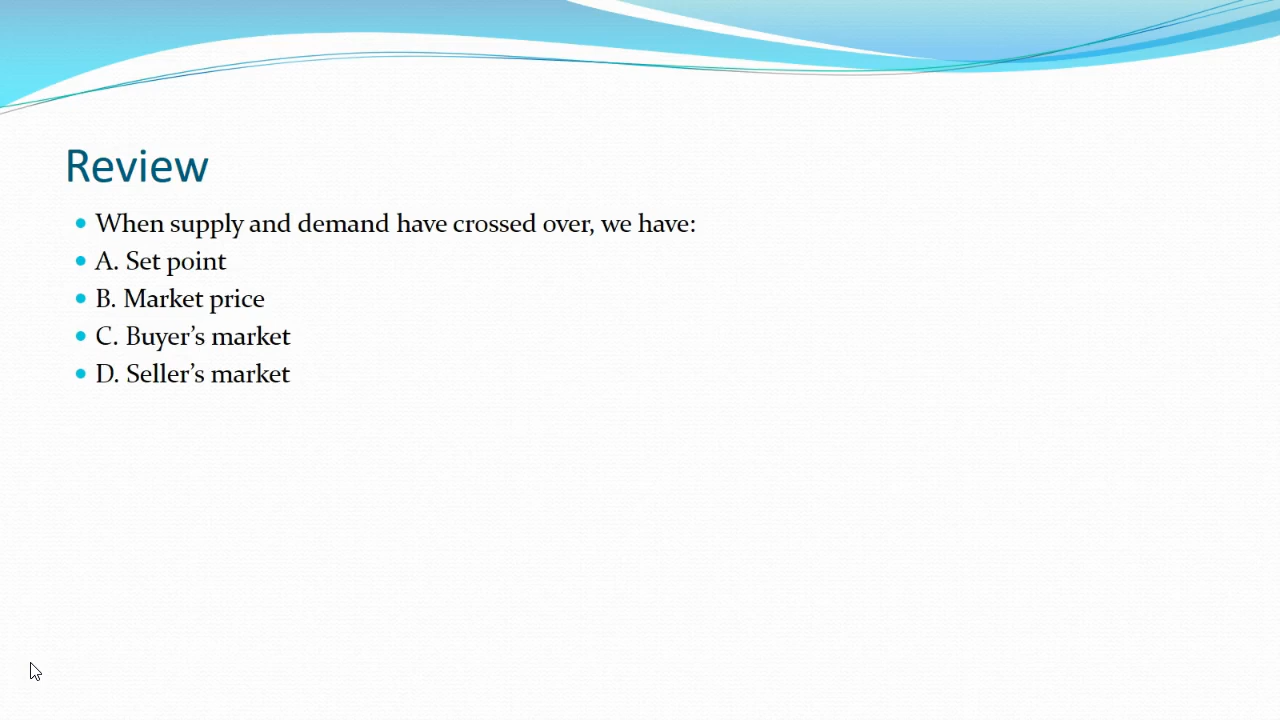 Review
When supply and demand have crossed over, we have:
A. Set point
B. Market price
C. Buyer’s market
D. Seller’s market